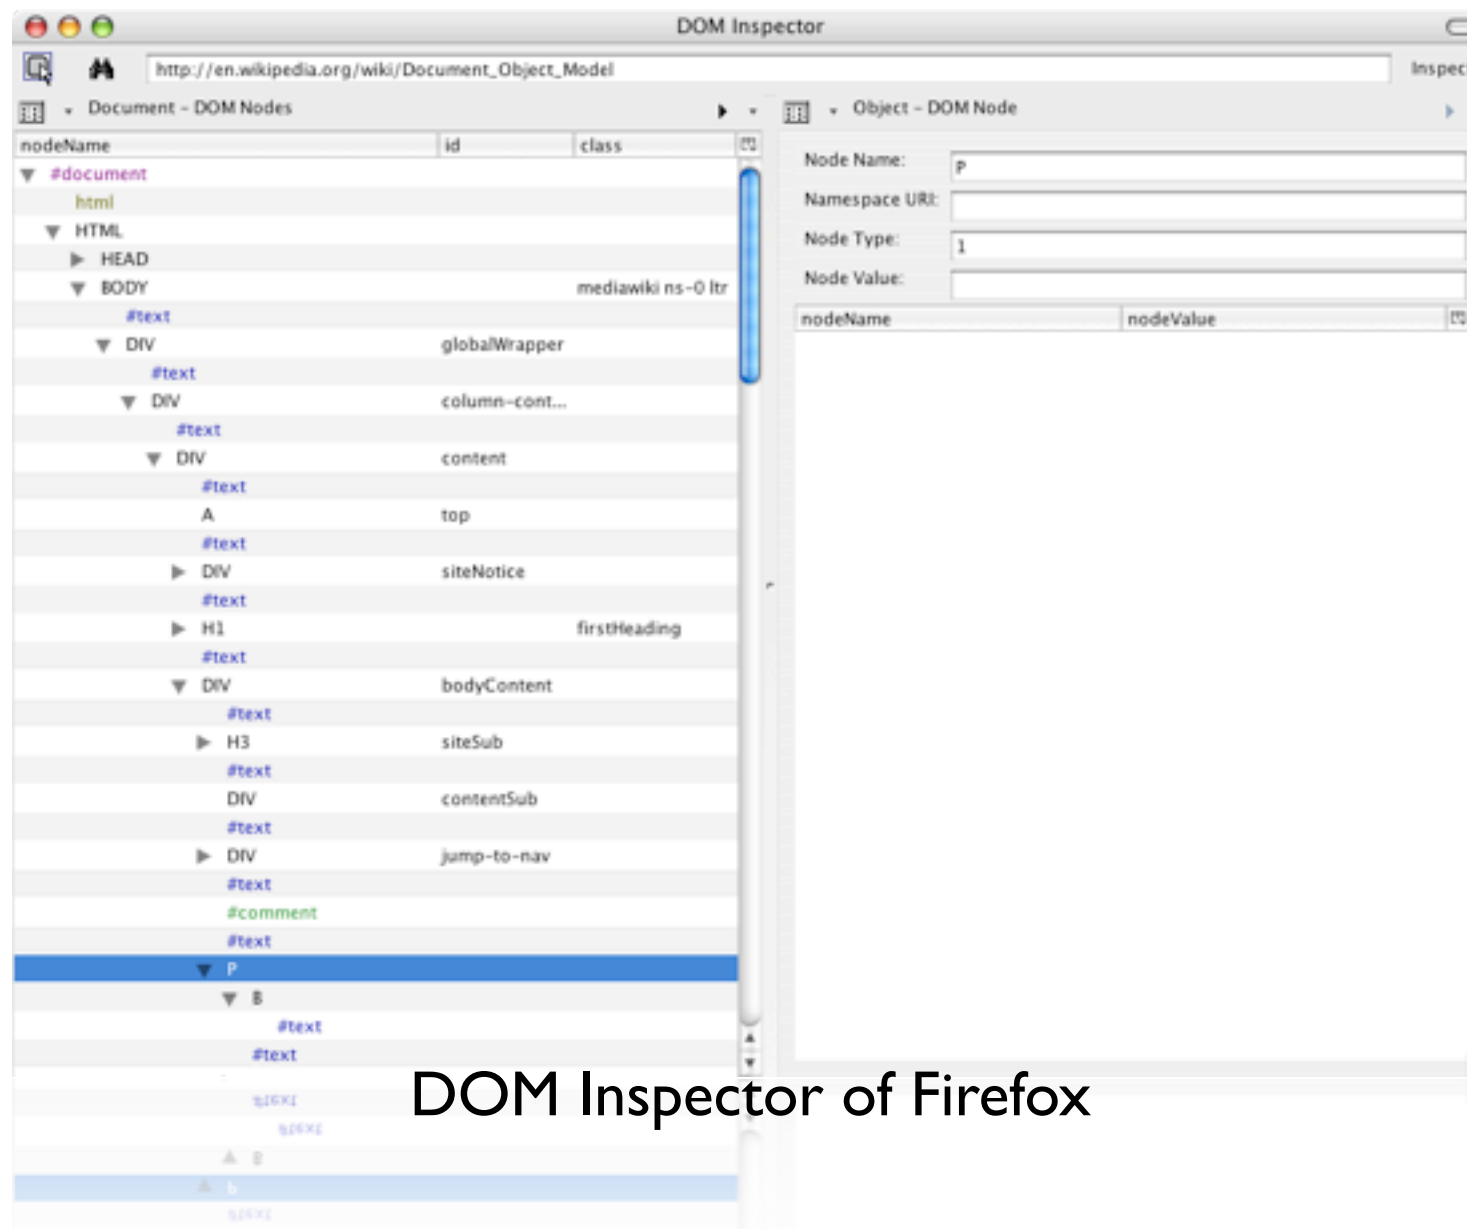 DOM Inspector
http://en.wikipedia.org/wiki/Document_Object_Model
Document - DOM Nodes
nodeName id class
#document
html
HTML
HEAD
BODY mediawiki ns-0 ltr
#text
DIV globalWrapper
#text
DIV column-cont...
#text
DIV content
#text
A top
#text
DIV siteNotice
#text
H1 firstHeading
#text
DIV bodyContent
#text
H3 siteSub
#text
DIV contentSub
#text
DIV jump-to-nav
#text
#comment
#text
P
B
#text
#text
Inspec
Object - DOM Node
Node Name: P
Namespace URI:
Node Type: 1
Node Value:
nodeName nodeValue
DOM Inspector of Firefox